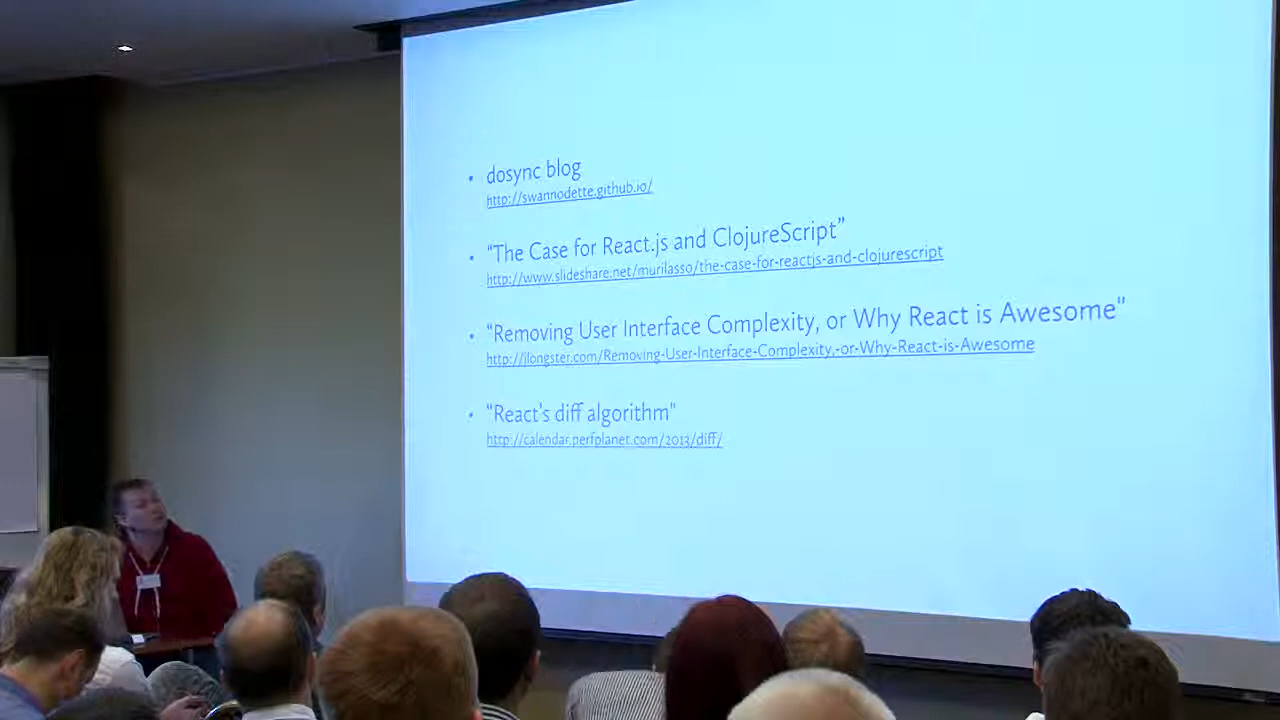 • dosync blog
http://swannodette.github.io/
• “The Case for React.js and ClojureScript”
http://www.slideshare.net/murilasso/the-case-for-reactjs-and-clojurescript
• "Removing User Interface Complexity, or Why React is Awesome"
http://jlongster.com/Removing-User-Interface-Complexity,-or-Why-React-is-Awesome
• “React's diff algorithm"
http://calendar.perfplanet.com/2013/diff/